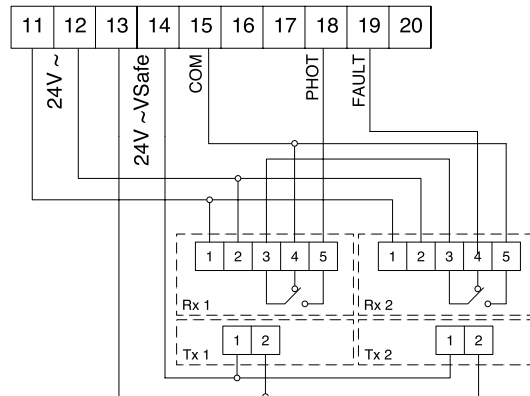 11 12 13 14 15 16 17 18 19 20
24V ~
24V ~VSafe
COM
PHOT
FAULT
1 2 3 4 5
1 2 3 4 5
Rx 1
Rx 2
1 2
1 2
Tx 1
Tx 2